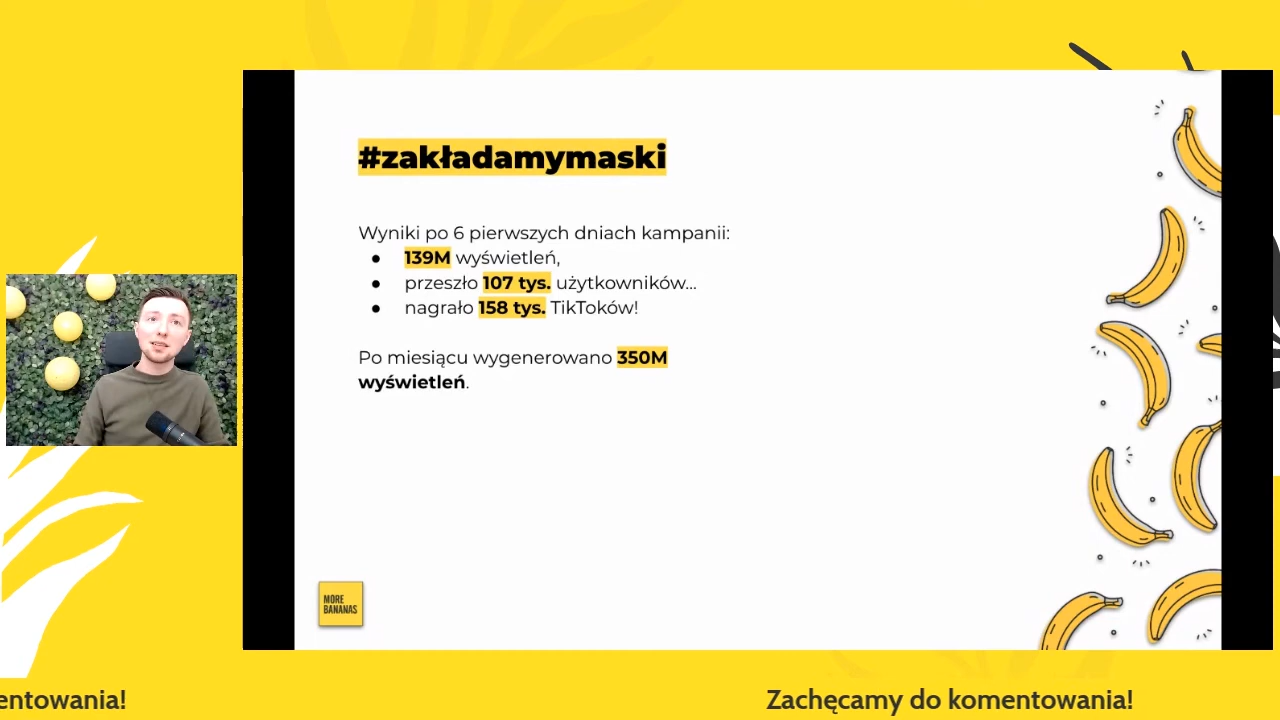 #zakładamymaski
Wyniki po 6 pierwszych dniach kampanii:
● 139M wyświetleń,
● przeszło 107 tys. użytkowników...
● nagrało 158 tys. TikToków!
Po miesiącu wygenerowano 350M
wyświetleń.
MORE
BANANAS
entowania! Zachęcamy do komentowania!